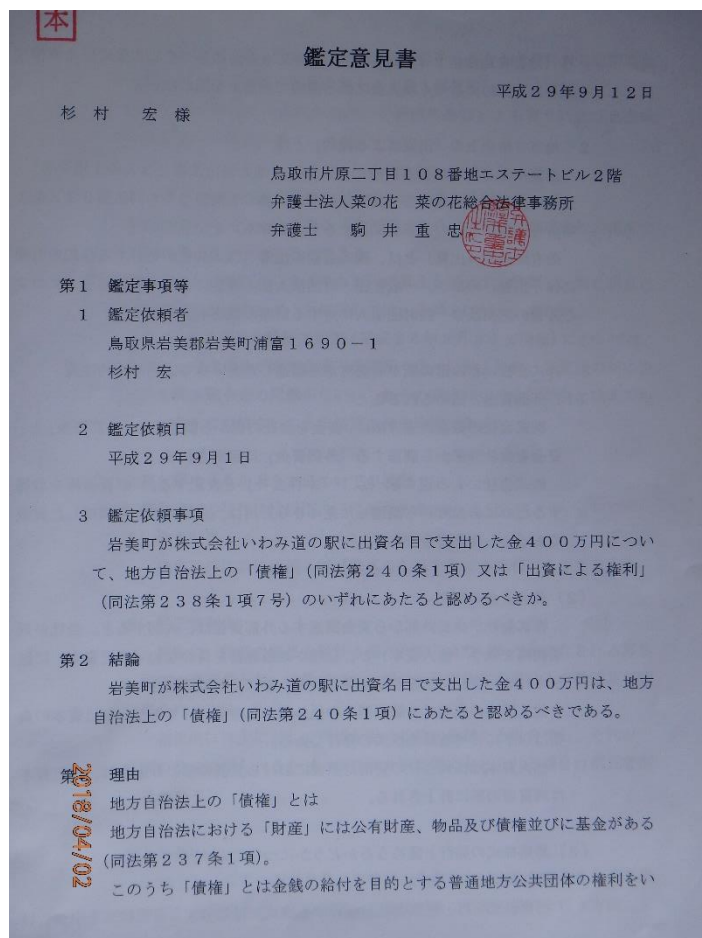 本
鑑定意見書
平成29年9月12日
杉村 宏様
鳥取市片原二丁目108番地エステートビル2階
弁護士法人菜の花 菜の花総合法律事務所
弁護士 駒井重忠
第1 鑑定事項等
1 鑑定依頼者
鳥取県岩美郡岩美町浦富1690-1
杉村 宏
2 鑑定依頼日
平成29年9月1日
3 鑑定依頼事項
岩美町が株式会社いわみ道の駅に出資名目で支出した金400万円につい
て、地方自治法上の「債権」(同法第240条1項)又は「出資による権利」
(同法第238条1項7号)のいずれにあたると認めるべきか。
第2 結論
岩美町が株式会社いわみ道の駅に出資名目で支出した金400万円は、地方
自治法上の「債権」(同法第240条1項)にあたると認めるべきである。
第 理由
地方自治法上の「債権」とは
地方自治法における「財産」には公有財産、物品及び債権並びに基金がある
(同法第237条1項)。
このうち「債権」とは金銭の給付を目的とする普通地方公共団体の権利をい
2018/04/02